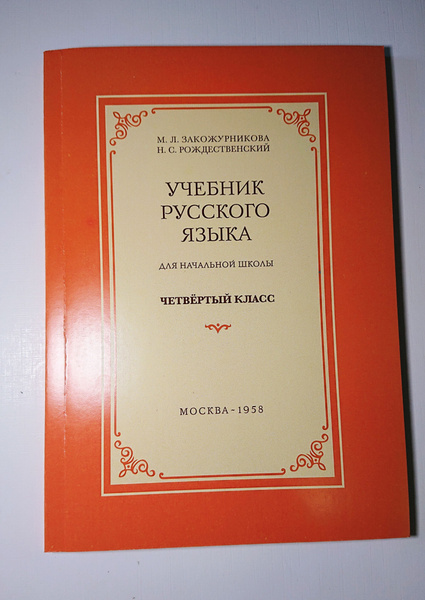 М. Л. ЗАКОЖУРНИКОВА
Н. С. РОЖДЕСТВЕНСКИЙ
УЧЕБНИК
РУССКОГО
ЯЗЫКА
ДЛЯ НАЧАЛЬНОЙ ШКОЛЫ
ЧЕТВЁРТЫЙ КЛАСС
МОСКВА - 1958